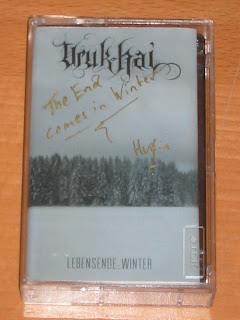 Uruk-Hai
The End
comes in Winter
Hugin
LEBENSENDE-WINTER